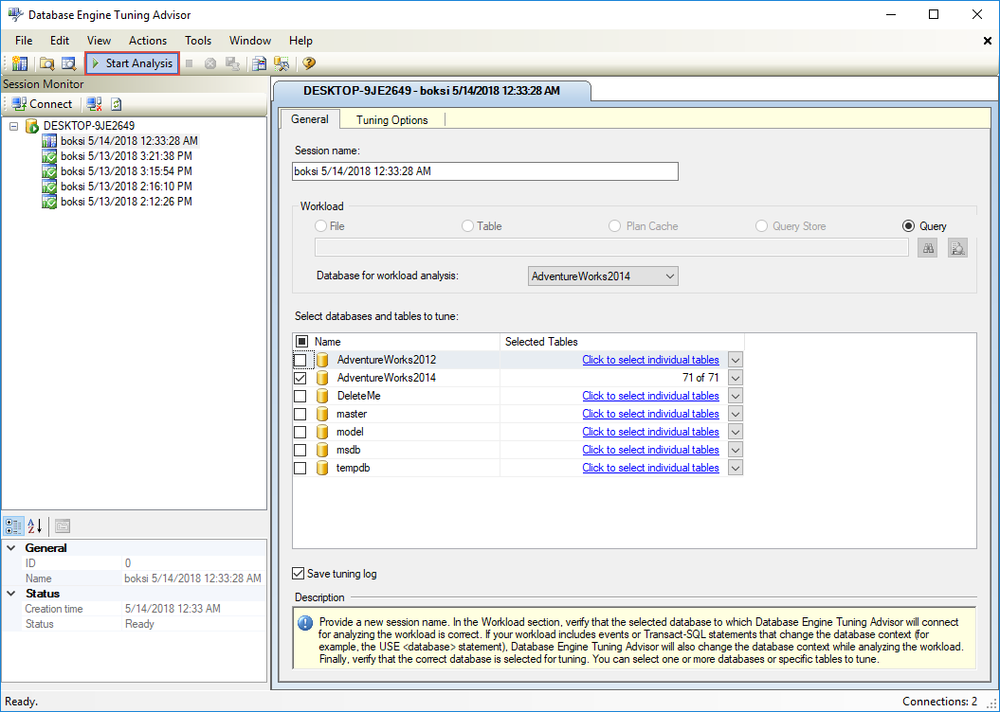 Database Engine Tuning Advisor
File Edit View Actions Tools Window Help
Start Analysis
Session Monitor
Connect
DESKTOP-9JE2649
boksi 5/14/2018 12:33:28 AM
boksi 5/13/2018 3:21:38 PM
boksi 5/13/2018 3:15:54 PM
boksi 5/13/2018 2:16:10 PM
boksi 5/13/2018 2:12:26 PM
General
ID 0
Name boksi 5/14/2018 12:33:28 AM
Status
Creation time 5/14/2018 12:33 AM
Status Ready
DESKTOP-9JE2649 - boksi 5/14/2018 12:33:28 AM
General Tuning Options
Session name:
boksi 5/14/2018 12:33:28 AM
Workload
File Table Plan Cache Query Store Query
Database for workload analysis: AdventureWorks2014
Select databases and tables to tune:
Name Selected Tables
AdventureWorks2012 Click to select individual tables
AdventureWorks2014 71 of 71
DeleteMe Click to select individual tables
master Click to select individual tables
model Click to select individual tables
msdb Click to select individual tables
tempdb Click to select individual tables
Save tuning log
Description
Provide a new session name. In the Workload section, verify that the selected database to which Database Engine Tuning Advisor will connect
for analyzing the workload is correct. If your workload includes events or Transact-SQL statements that change the database context (for
example, the USE <database> statement), Database Engine Tuning Advisor will also change the database context while analyzing the workload.
Finally, verify that the correct database is selected for tuning. You can select one or more databases or specific tables to tune.
Ready. Connections: 2